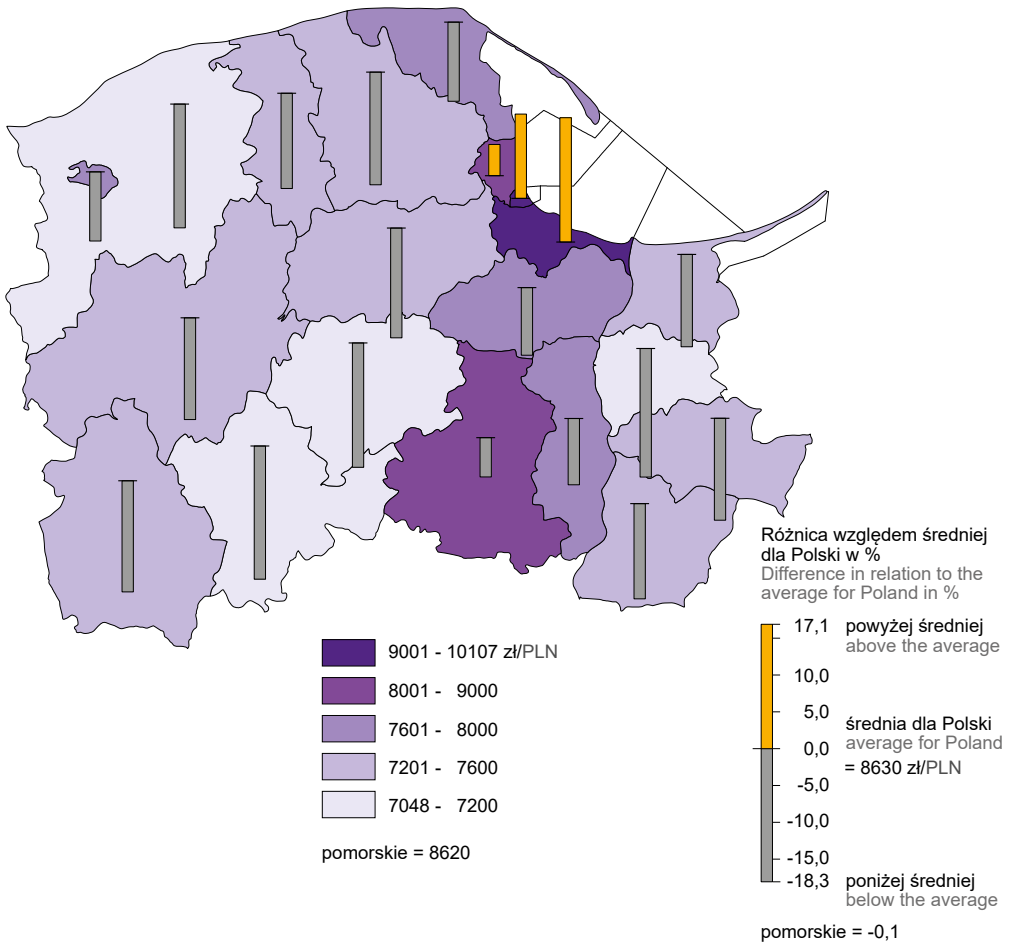 Różnica względem średniej
dla Polski w %
Difference in relation to the
average for Poland in %
17,1 powyżej średniej
above the average
10,0
5,0
średnia dla Polski
0,0 average for Poland
= 8630 zł/PLN
-5,0
-10,0
-15,0
-18,3 poniżej średniej
below the average
pomorskie = -0,1
9001 - 10107 zł/PLN
8001 - 9000
7601 - 8000
7201 - 7600
7048 - 7200
pomorskie = 8620